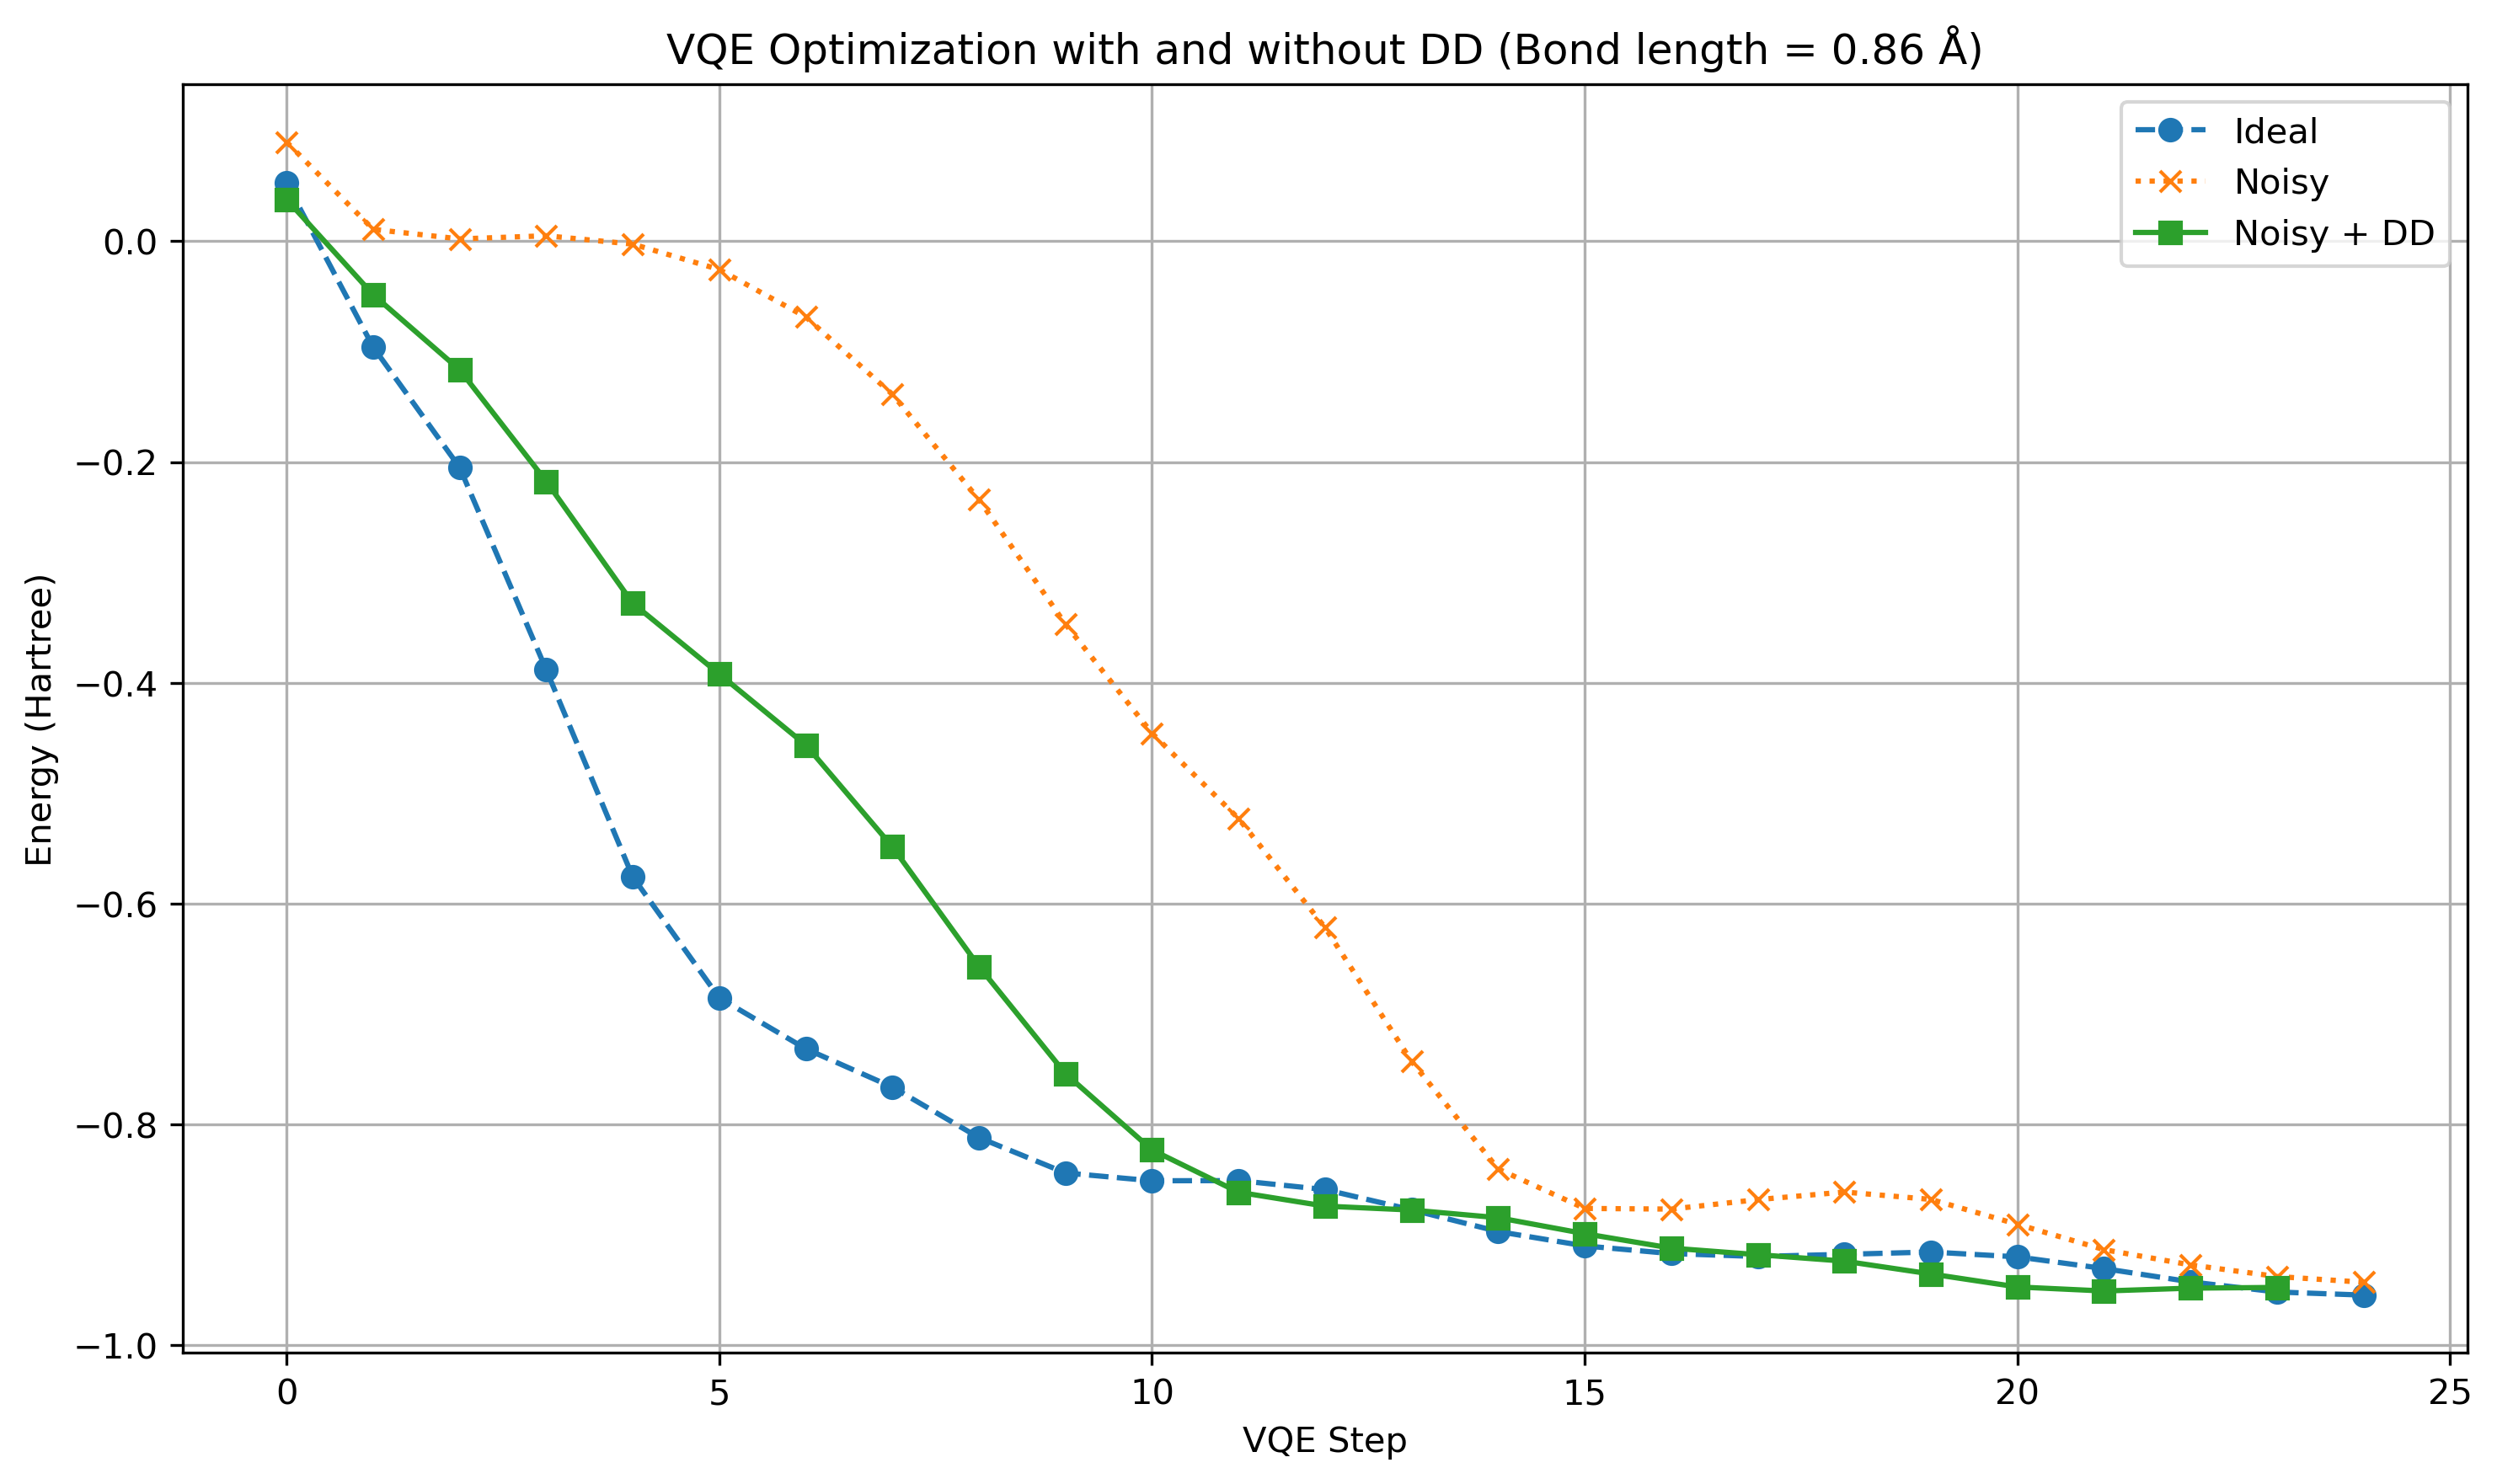 VQE Optimization with and without DD (Bond length = 0.86 Å)
Ideal
Noisy
Noisy + DD
Energy (Hartree)
0.0
−0.2
−0.4
−0.6
−0.8
−1.0
0 5 10 15 20 25
VQE Step